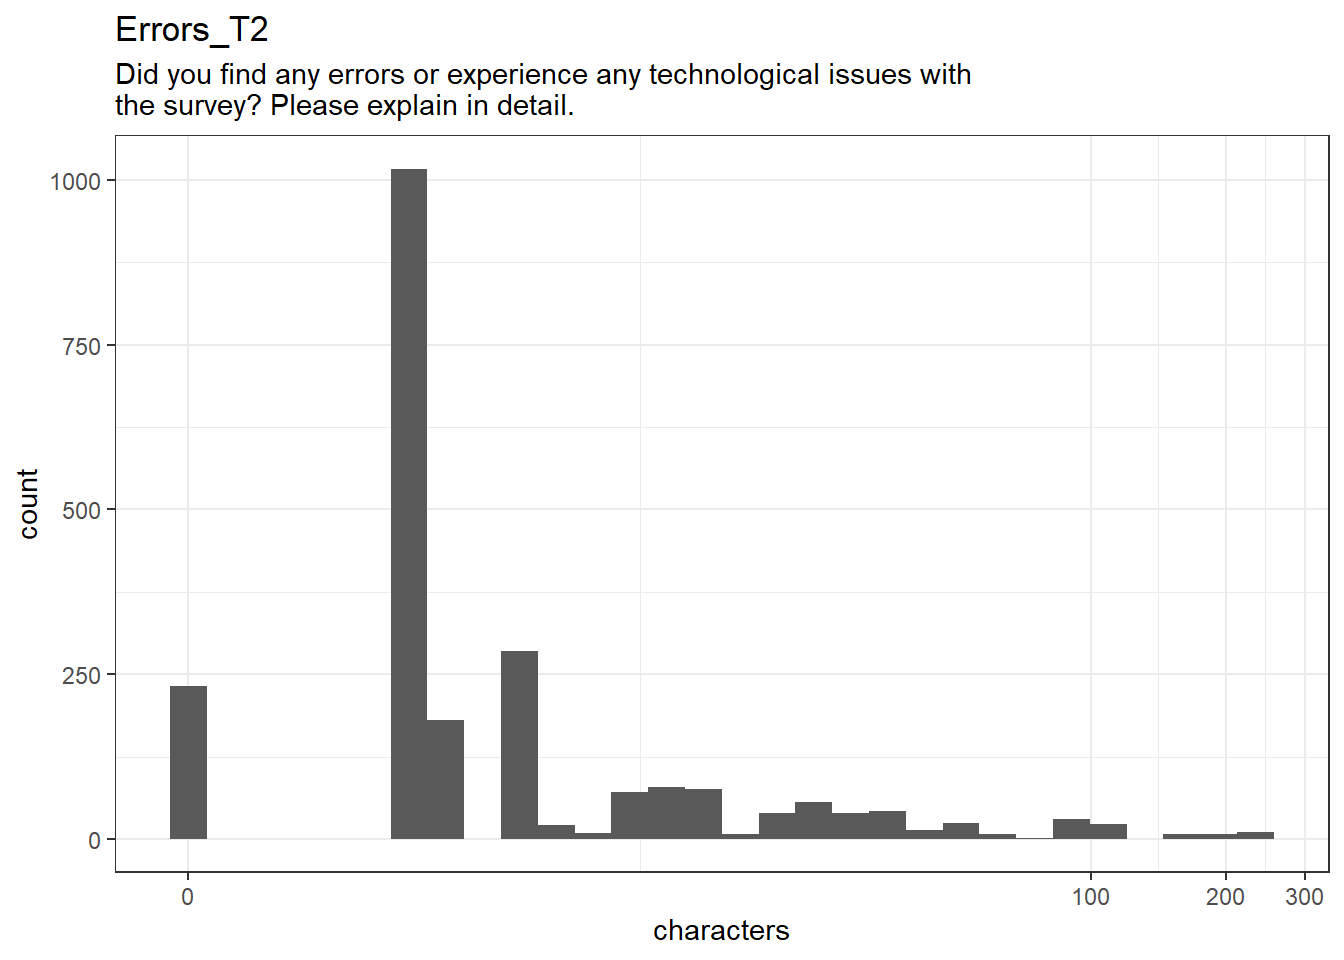 Errors_T2
Did you find any errors or experience any technological issues with
the survey? Please explain in detail.
1000
750
500
250
0
count
0 100 200 300
characters